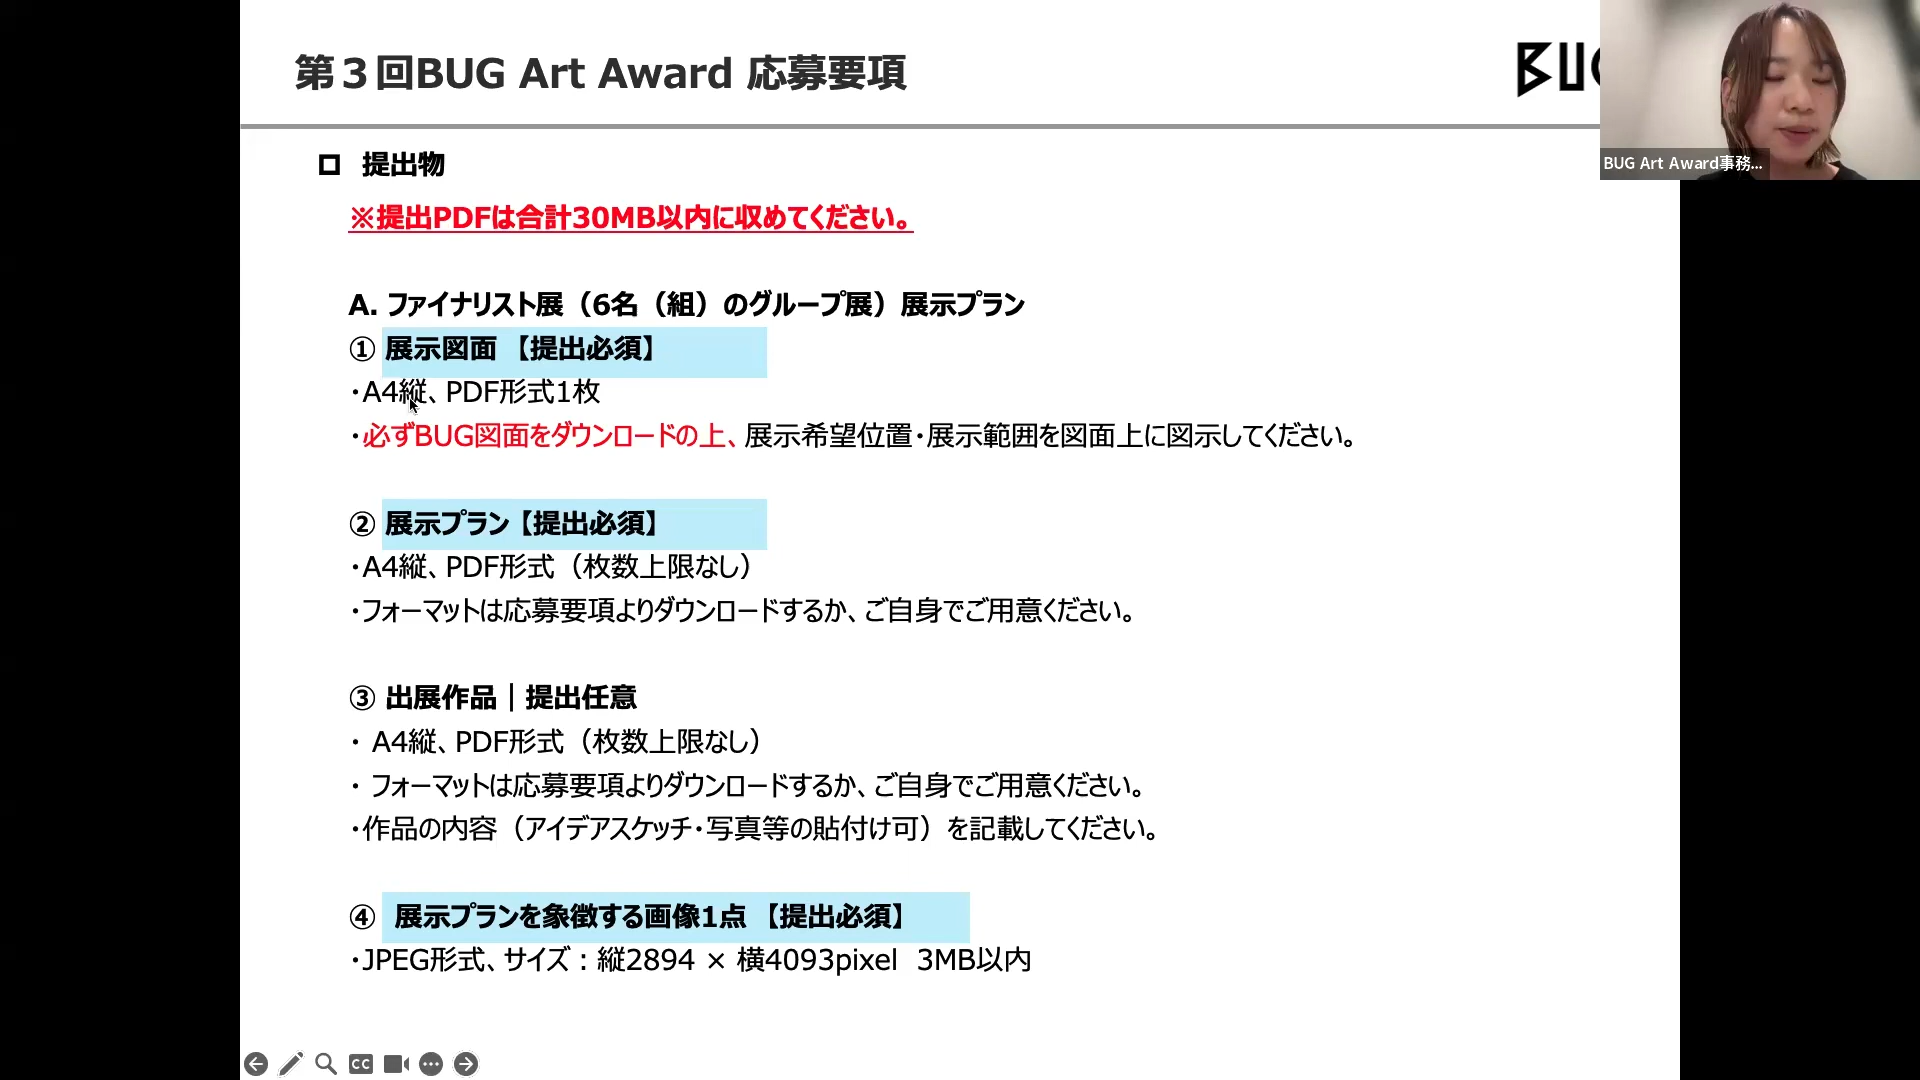 第３回BUG Art Award 応募要項
BUG
BUG Art Award事務...
提出物
※提出PDFは合計30MB以内に収めてください。
A. ファイナリスト展（6名（組）のグループ展）展示プラン
① 展示図面 【提出必須】
・A4縦、PDF形式1枚
・必ずBUG図面をダウンロードの上、展示希望位置・展示範囲を図面上に図示してください。
② 展示プラン【提出必須】
・A4縦、PDF形式（枚数上限なし）
・フォーマットは応募要項よりダウンロードするか、ご自身でご用意ください。
③ 出展作品｜提出任意
・ A4縦、PDF形式（枚数上限なし）
・ フォーマットは応募要項よりダウンロードするか、ご自身でご用意ください。
・作品の内容（アイデアスケッチ・写真等の貼付け可）を記載してください。
④ 展示プランを象徴する画像1点 【提出必須】
・JPEG形式、サイズ：縦2894 × 横4093pixel 3MB以内
CC